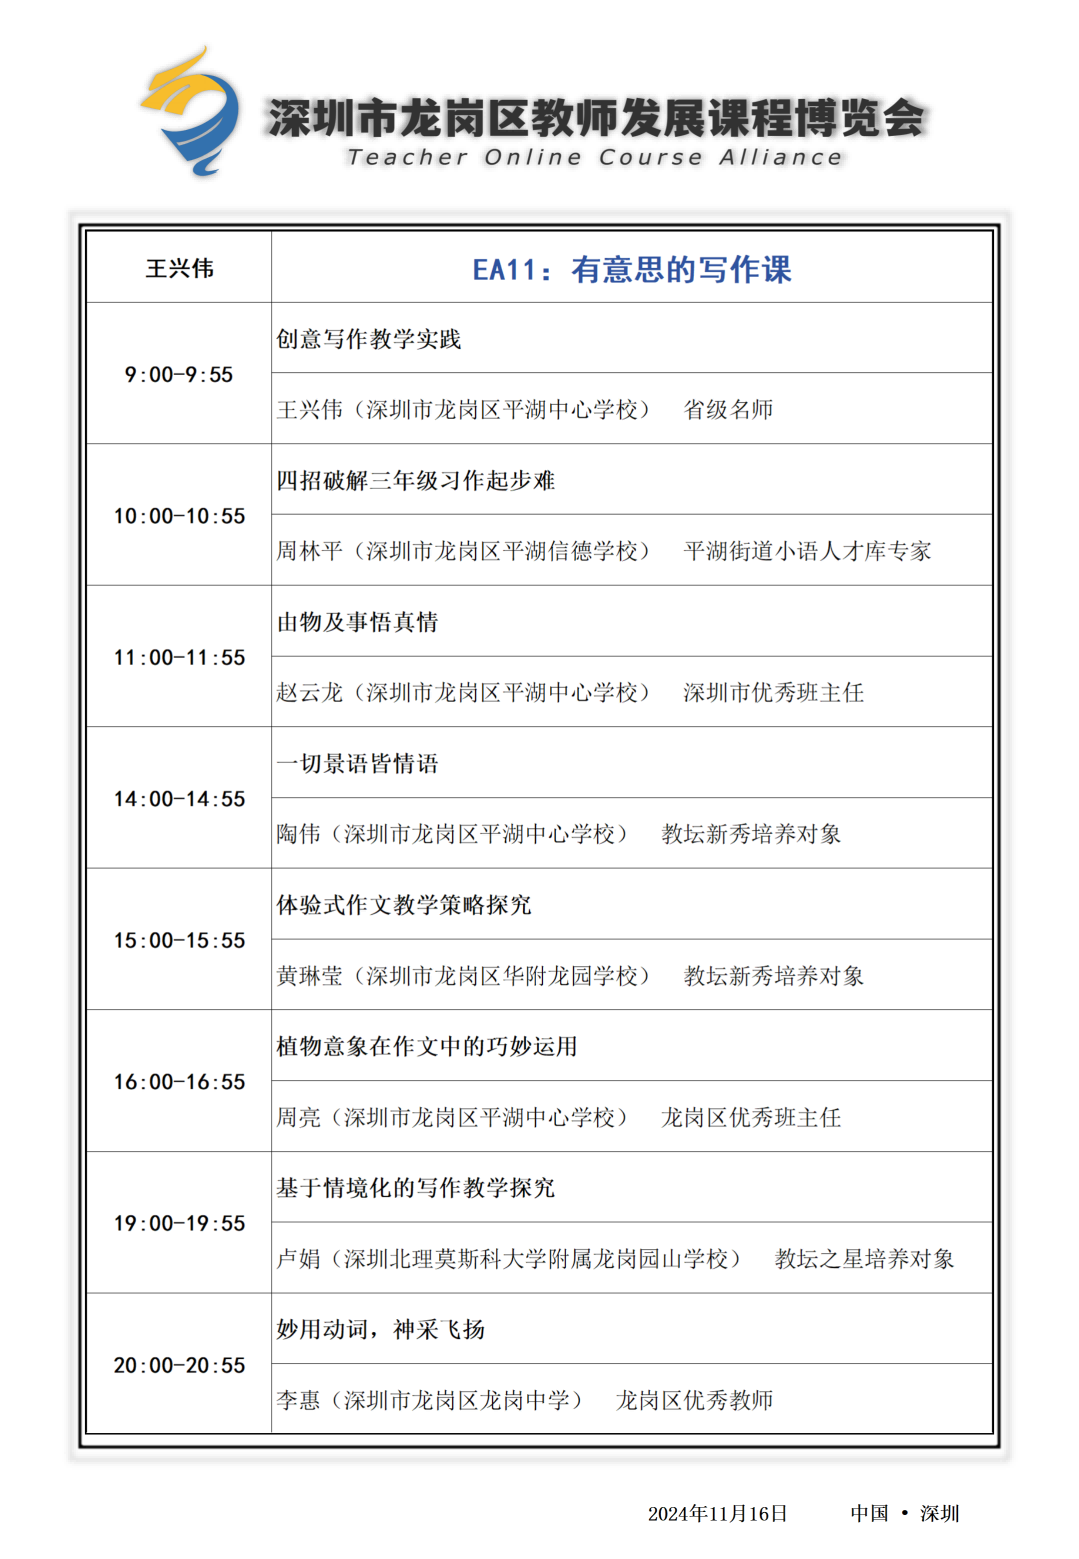 深圳市龙岗区教师发展课程博览会
Teacher Online Course Alliance
王兴伟
EA11：有意思的写作课
9:00-9:55
创意写作教学实践
王兴伟（深圳市龙岗区平湖中心学校） 省级名师
10:00-10:55
四招破解三年级习作起步难
周林平（深圳市龙岗区平湖信德学校） 平湖街道小语人才库专家
11:00-11:55
由物及事悟真情
赵云龙（深圳市龙岗区平湖中心学校） 深圳市优秀班主任
14:00-14:55
一切景语皆情语
陶伟（深圳市龙岗区平湖中心学校） 教坛新秀培养对象
15:00-15:55
体验式作文教学策略探究
黄琳莹（深圳市龙岗区华附龙园学校） 教坛新秀培养对象
16:00-16:55
植物意象在作文中的巧妙运用
周亮（深圳市龙岗区平湖中心学校） 龙岗区优秀班主任
19:00-19:55
基于情境化的写作教学探究
卢娟（深圳北理莫斯科大学附属龙岗园山学校） 教坛之星培养对象
20:00-20:55
妙用动词，神采飞扬
李惠（深圳市龙岗区龙岗中学） 龙岗区优秀教师
2024年11月16日 中国 • 深圳